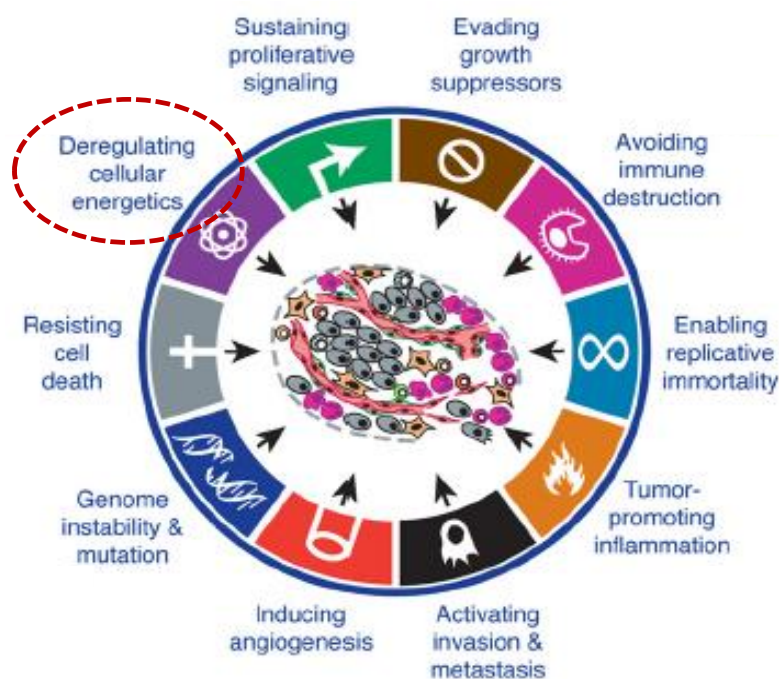 Sustaining
proliferative
signaling
Evading
growth
suppressors
Deregulating
cellular
energetics
Avoiding
immune
destruction
Resisting
cell
death
Enabling
replicative
immortality
Genome
instability &
mutation
Tumor-
promoting
inflammation
Inducing
angiogenesis
Activating
invasion &
metastasis